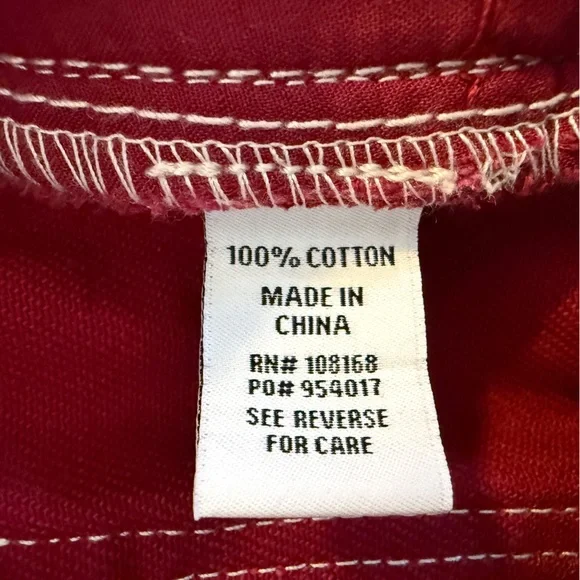 100% COTTON
MADE IN
CHINA
RN# 108168
PO# 954017
SEE REVERSE
FOR CARE